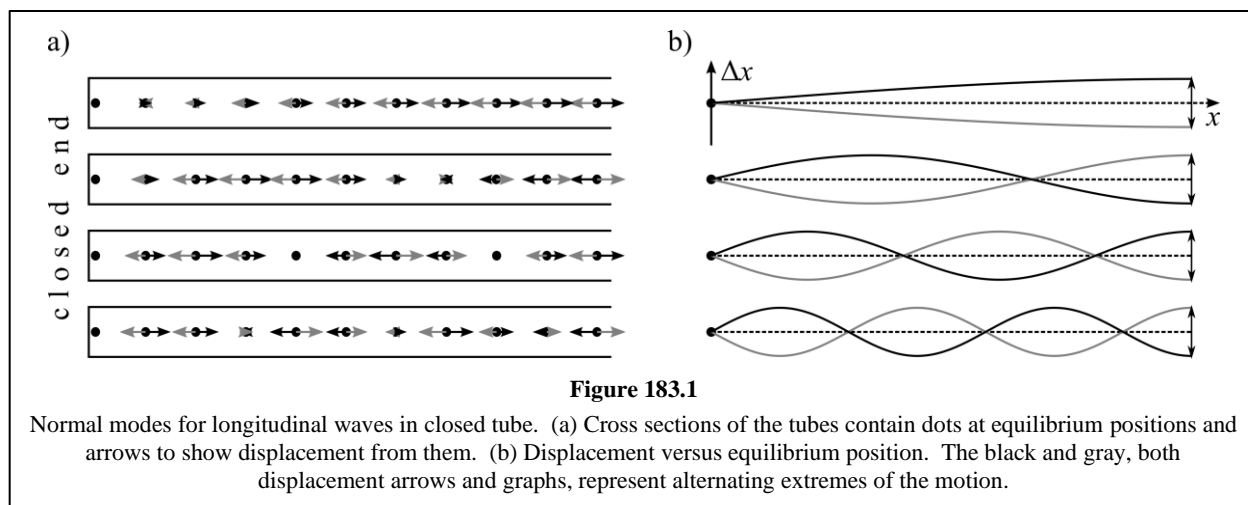 a)
b)
closed end
Δx
x
Figure 183.1
Normal modes for longitudinal waves in closed tube. (a) Cross sections of the tubes contain dots at equilibrium positions and
arrows to show displacement from them. (b) Displacement versus equilibrium position. The black and gray, both
displacement arrows and graphs, represent alternating extremes of the motion.